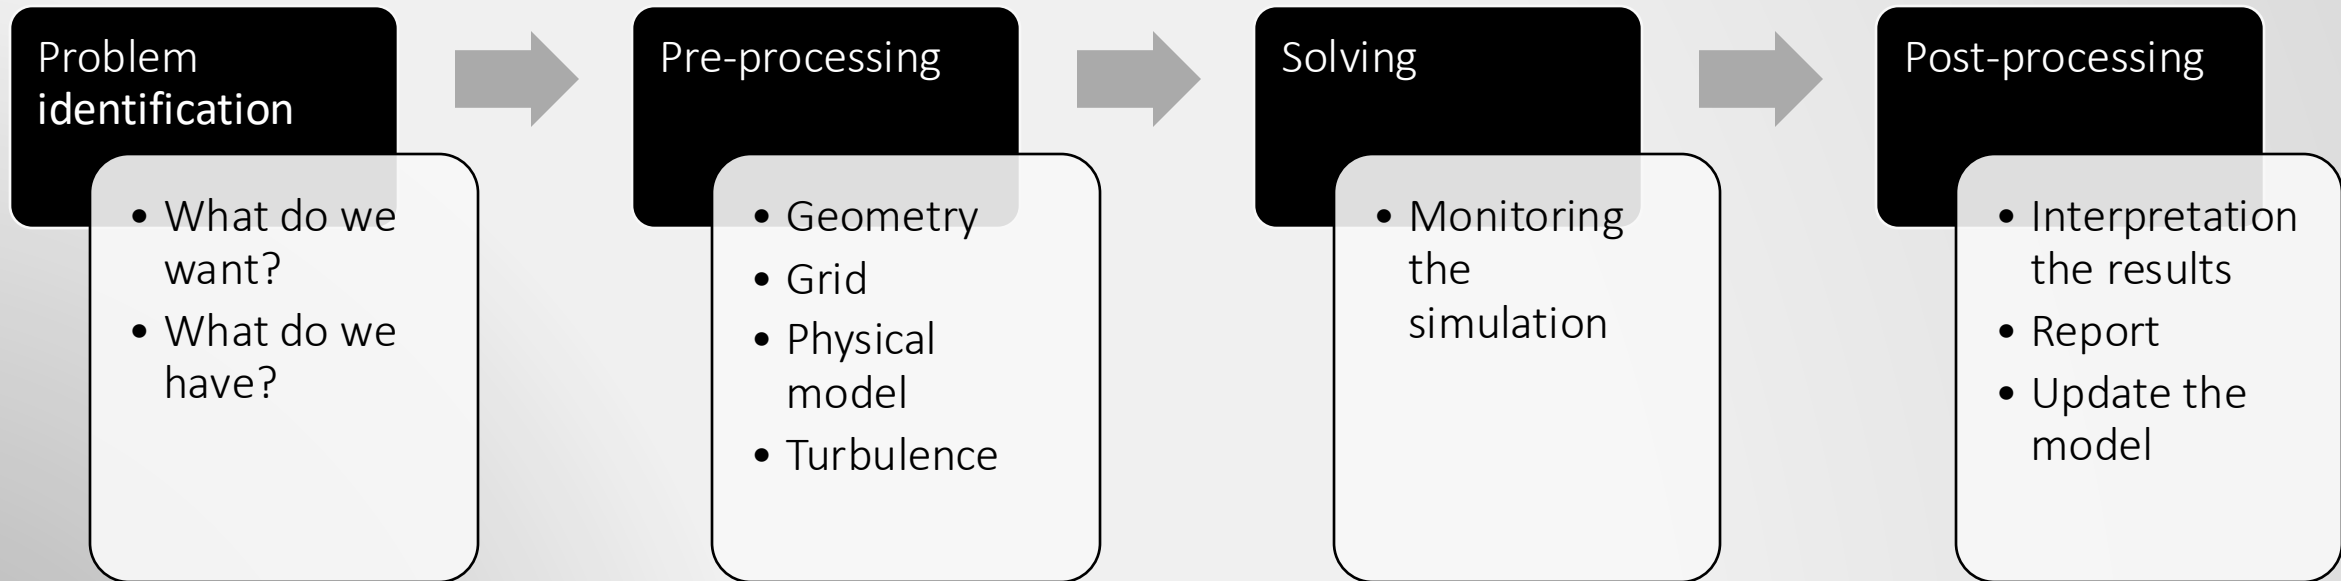 Problem
identification
• What do we
want?
• What do we
have?
Pre-processing
• Geometry
• Grid
• Physical
model
• Turbulence
Solving
• Monitoring
the
simulation
Post-processing
• Interpretation
the results
• Report
• Update the
model